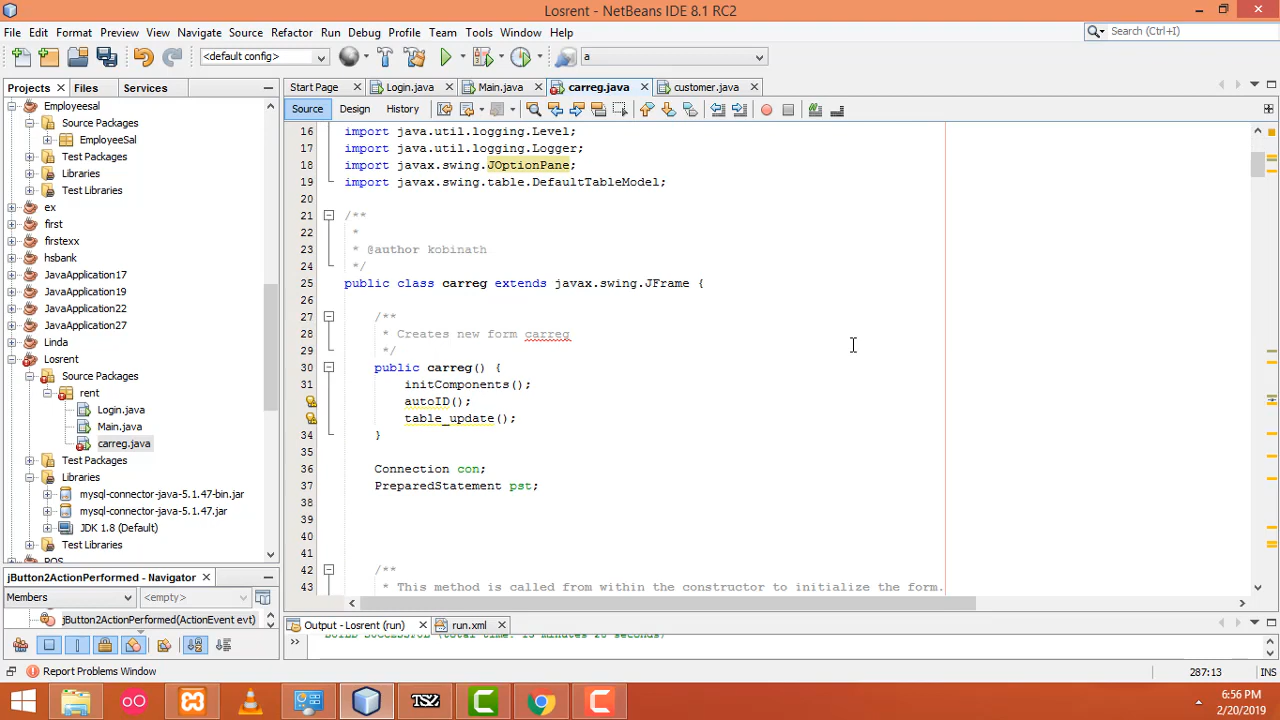 Losrent - NetBeans IDE 8.1 RC2
File Edit Format Preview View Navigate Source Refactor Run Debug Profile Team Tools Window Help
Search (Ctrl+I)
<default config>
a
Projects Files Services
Start Page Login.java Main.java carreg.java customer.java
Source Design History
Employeesal
Source Packages
EmployeeSal
Test Packages
Libraries
Test Libraries
ex
first
firstexx
hsbank
JavaApplication17
JavaApplication19
JavaApplication22
JavaApplication27
Linda
Losrent
Source Packages
rent
Login.java
Main.java
carreg.java
Test Packages
Libraries
mysql-connector-java-5.1.47-bin.jar
mysql-connector-java-5.1.47.jar
JDK 1.8 (Default)
Test Libraries
POS
16 import java.util.logging.Level;
17 import java.util.logging.Logger;
18 import javax.swing.JOptionPane;
19 import javax.swing.table.DefaultTableModel;
20
21 /**
22 *
23 * @author kobinath
24 */
25 public class carreg extends javax.swing.JFrame {
26
27 /**
28 * Creates new form carreg
29 */
30 public carreg() {
31 initComponents();
autoID();
table_update();
34 }
35
36 Connection con;
37 PreparedStatement pst;
38
39
40
41
42 /**
43 * This method is called from within the constructor to initialize the form.
jButton2ActionPerformed - Navigator
Members <empty>
jButton2ActionPerformed(ActionEvent evt)
Output - Losrent (run) run.xml
BUILD SUCCESSFUL (total time: 15 minutes 20 seconds)
Report Problems Window
287:13 INS
TS2
6:56 PM
2/20/2019